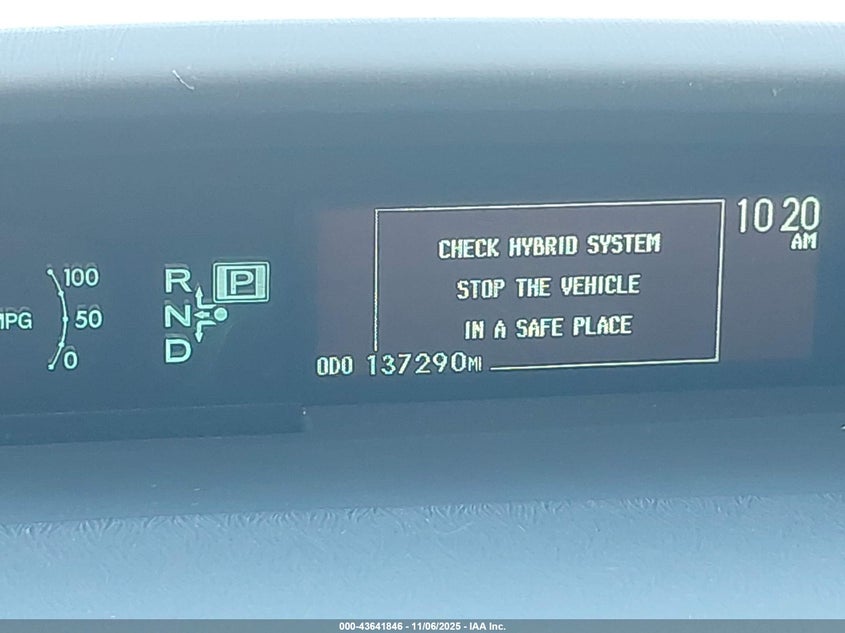 CHECK HYBRID SYSTEM
STOP THE VEHICLE
IN A SAFE PLACE
10 20
AM
100
50
0
MPG
R
P
N
D
ODO 137290MI
000-43641846 - 11/06/2025 - IAA Inc.